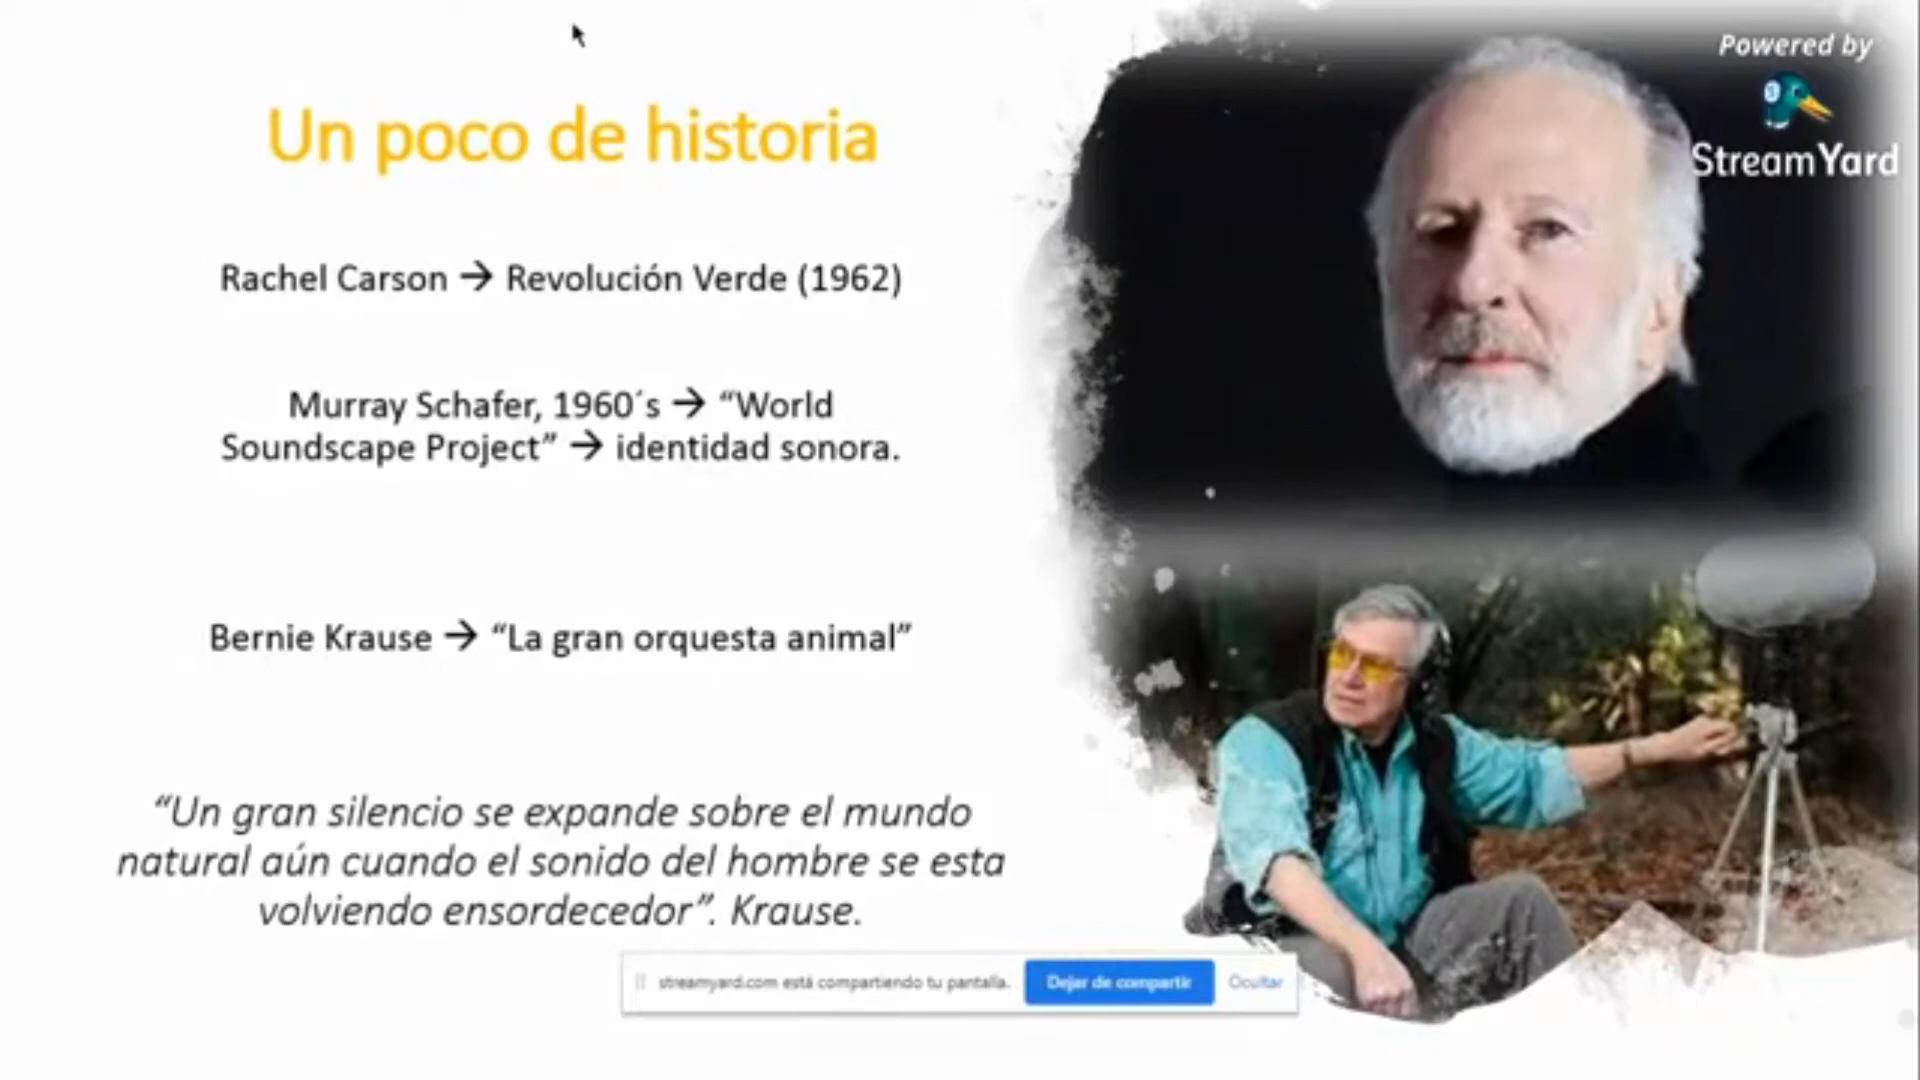 Powered by
StreamYard
Un poco de historia
Rachel Carson → Revolución Verde (1962)
Murray Schafer, 1960´s → “World
Soundscape Project” → identidad sonora.
Bernie Krause → “La gran orquesta animal”
“Un gran silencio se expande sobre el mundo
natural aún cuando el sonido del hombre se esta
volviendo ensordecedor”. Krause.
streamyard.com está compartiendo tu pantalla. Dejar de compartir Ocultar